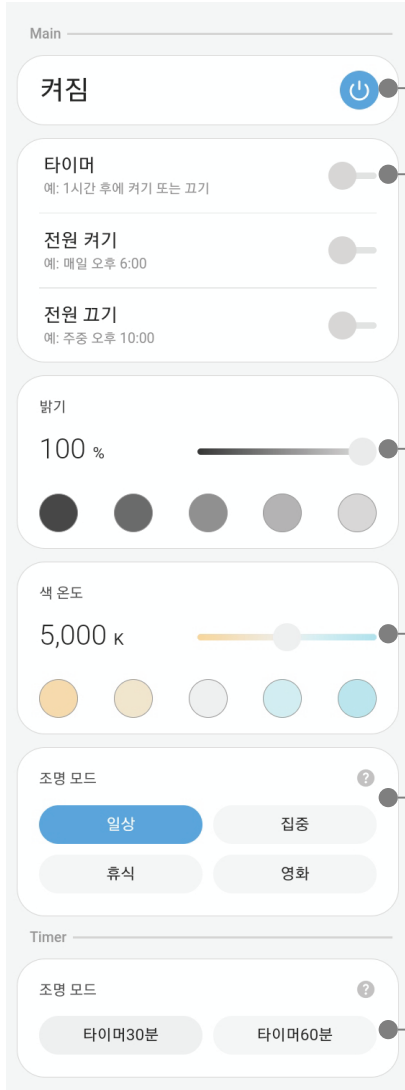 Main
켜짐
타이머
예: 1시간 후에 켜기 또는 끄기
전원 켜기
예: 매일 오후 6:00
전원 끄기
예: 주중 오후 10:00
밝기
100 %
색 온도
5,000 K
조명 모드 ?
일상 집중
휴식 영화
Timer
조명 모드 ?
타이머30분 타이머60분